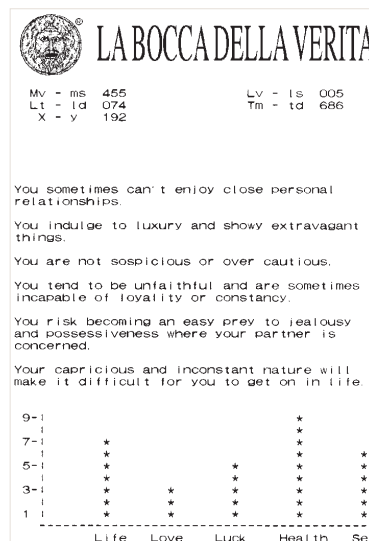 LA BOCCA DELLA VERITA
Mv - ms 455 Lv - ls 005
Lt - ld 074 Tm - td 686
X - y 192
You sometimes can't enjoy close personal
relationships.
You indulge to luxury and showy extravagant
things.
You are not sospicious or over cautious.
You tend to be unfaithful and are sometimes
incapable of loyality or constancy.
You risk becoming an easy prey to jealousy
and possessiveness where your partner is
concerned.
Your capricious and inconstant nature will
make it difficult for you to get on in life.
9-
7-
5-
3-
1
Life Love Luck Health Se